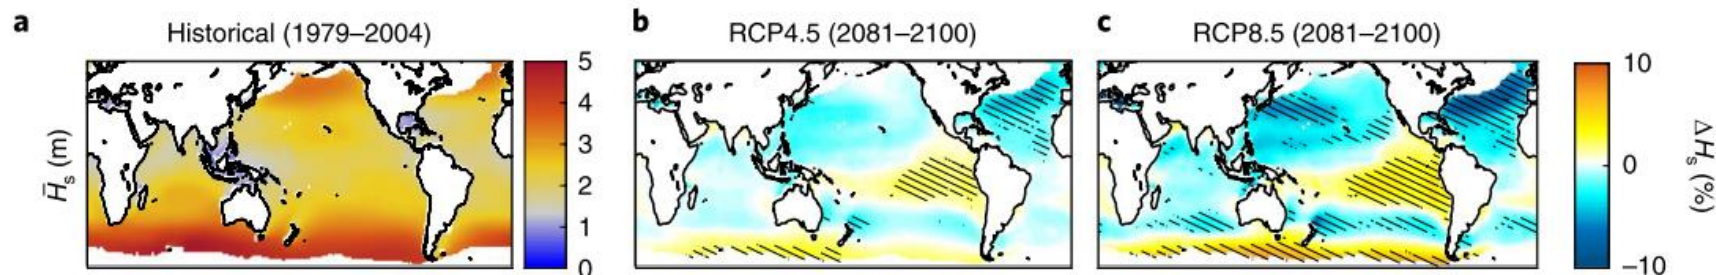 a
Historical (1979–2004)
H̄s (m)
5
4
3
2
1
0
b
RCP4.5 (2081–2100)
c
RCP8.5 (2081–2100)
10
0
–10
Δ H̄s (%)